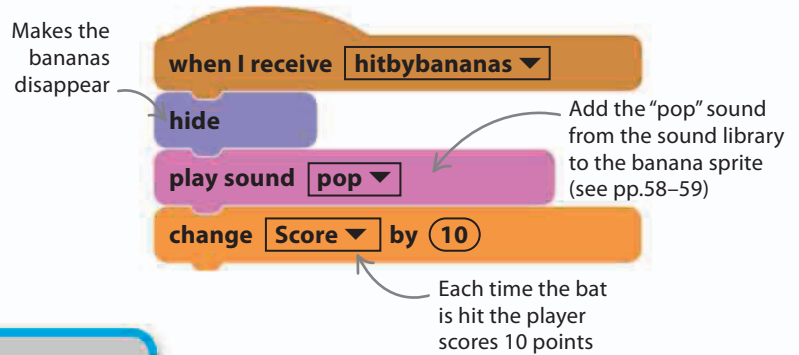 Makes the
bananas
disappear
when I receive hitbybananas
hide
play sound pop
change Score by 10
Add the “pop” sound
from the sound library
to the banana sprite
(see pp.58–59)
Each time the bat
is hit the player
scores 10 points